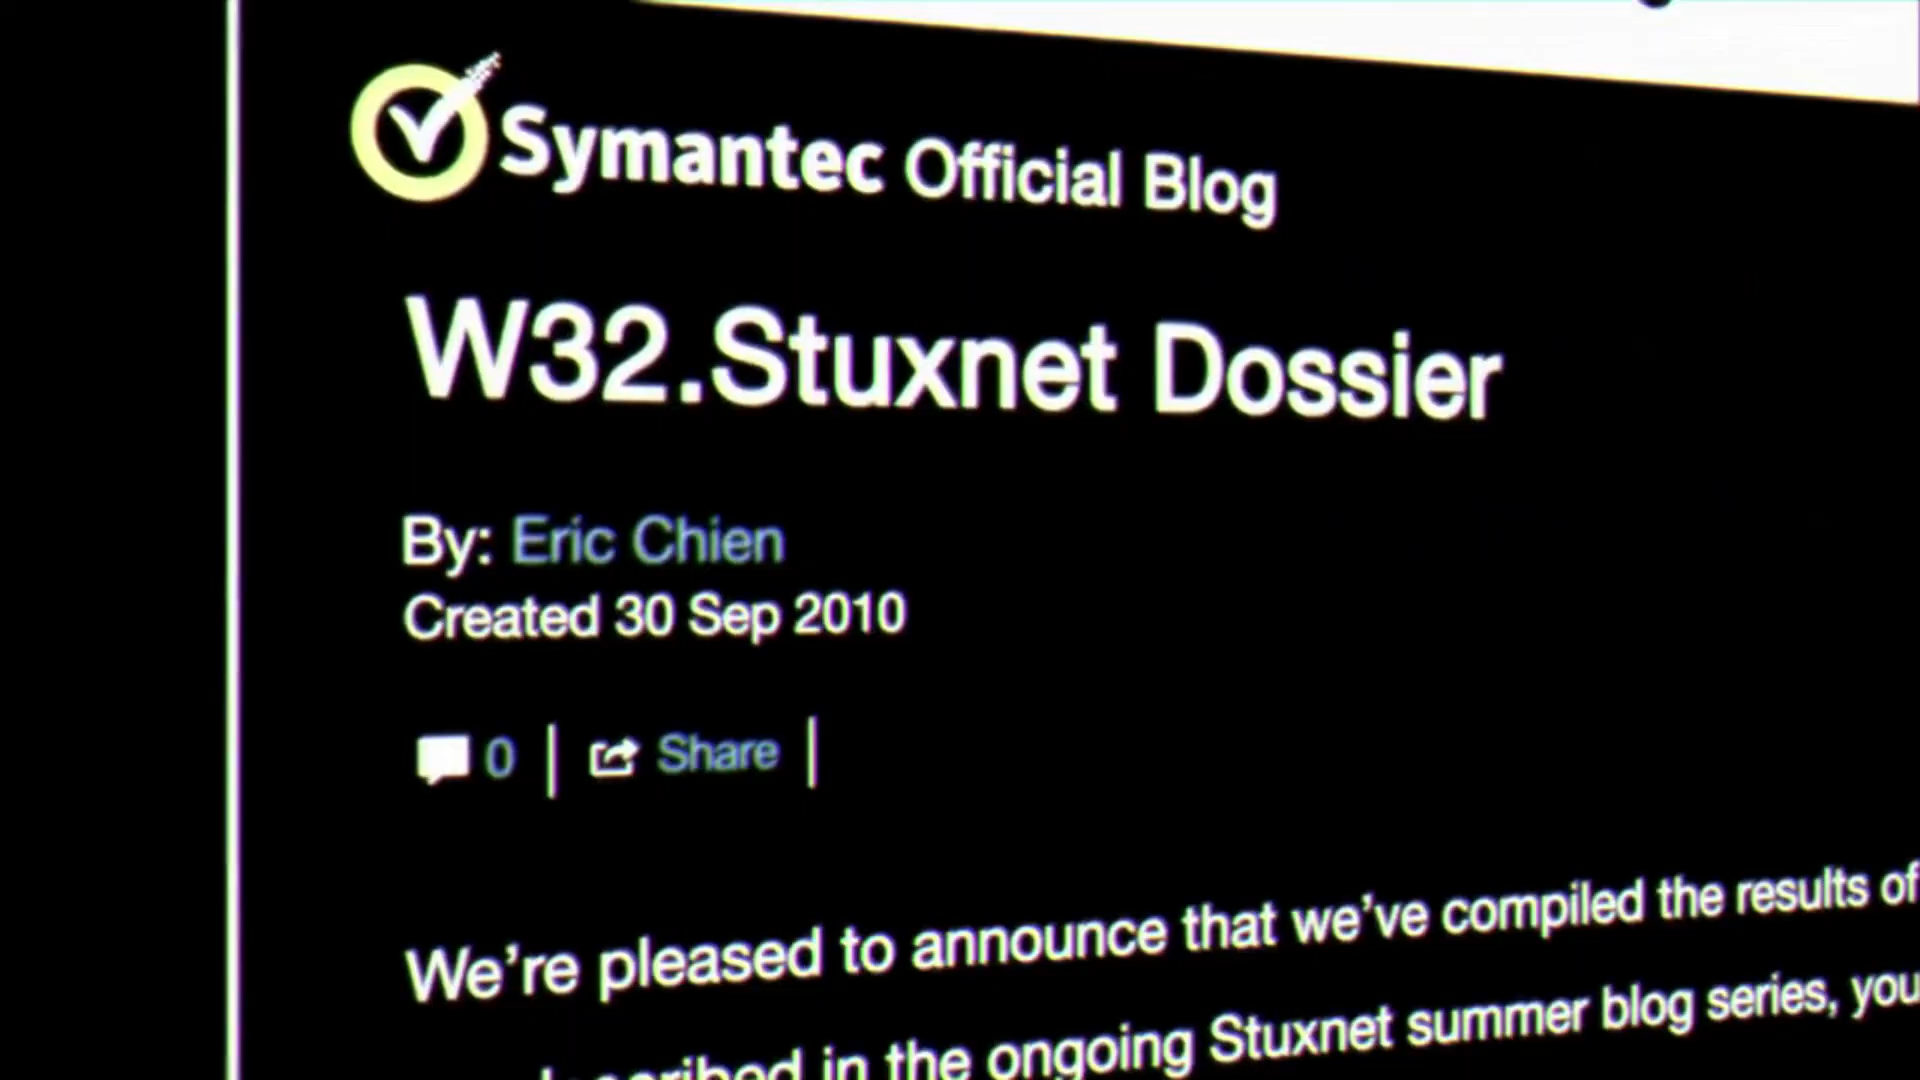 Symantec Official Blog
W32.Stuxnet Dossier
By: Eric Chien
Created 30 Sep 2010
0 | Share |
We’re pleased to announce that we’ve compiled the results of
in the ongoing Stuxnet summer blog series, you